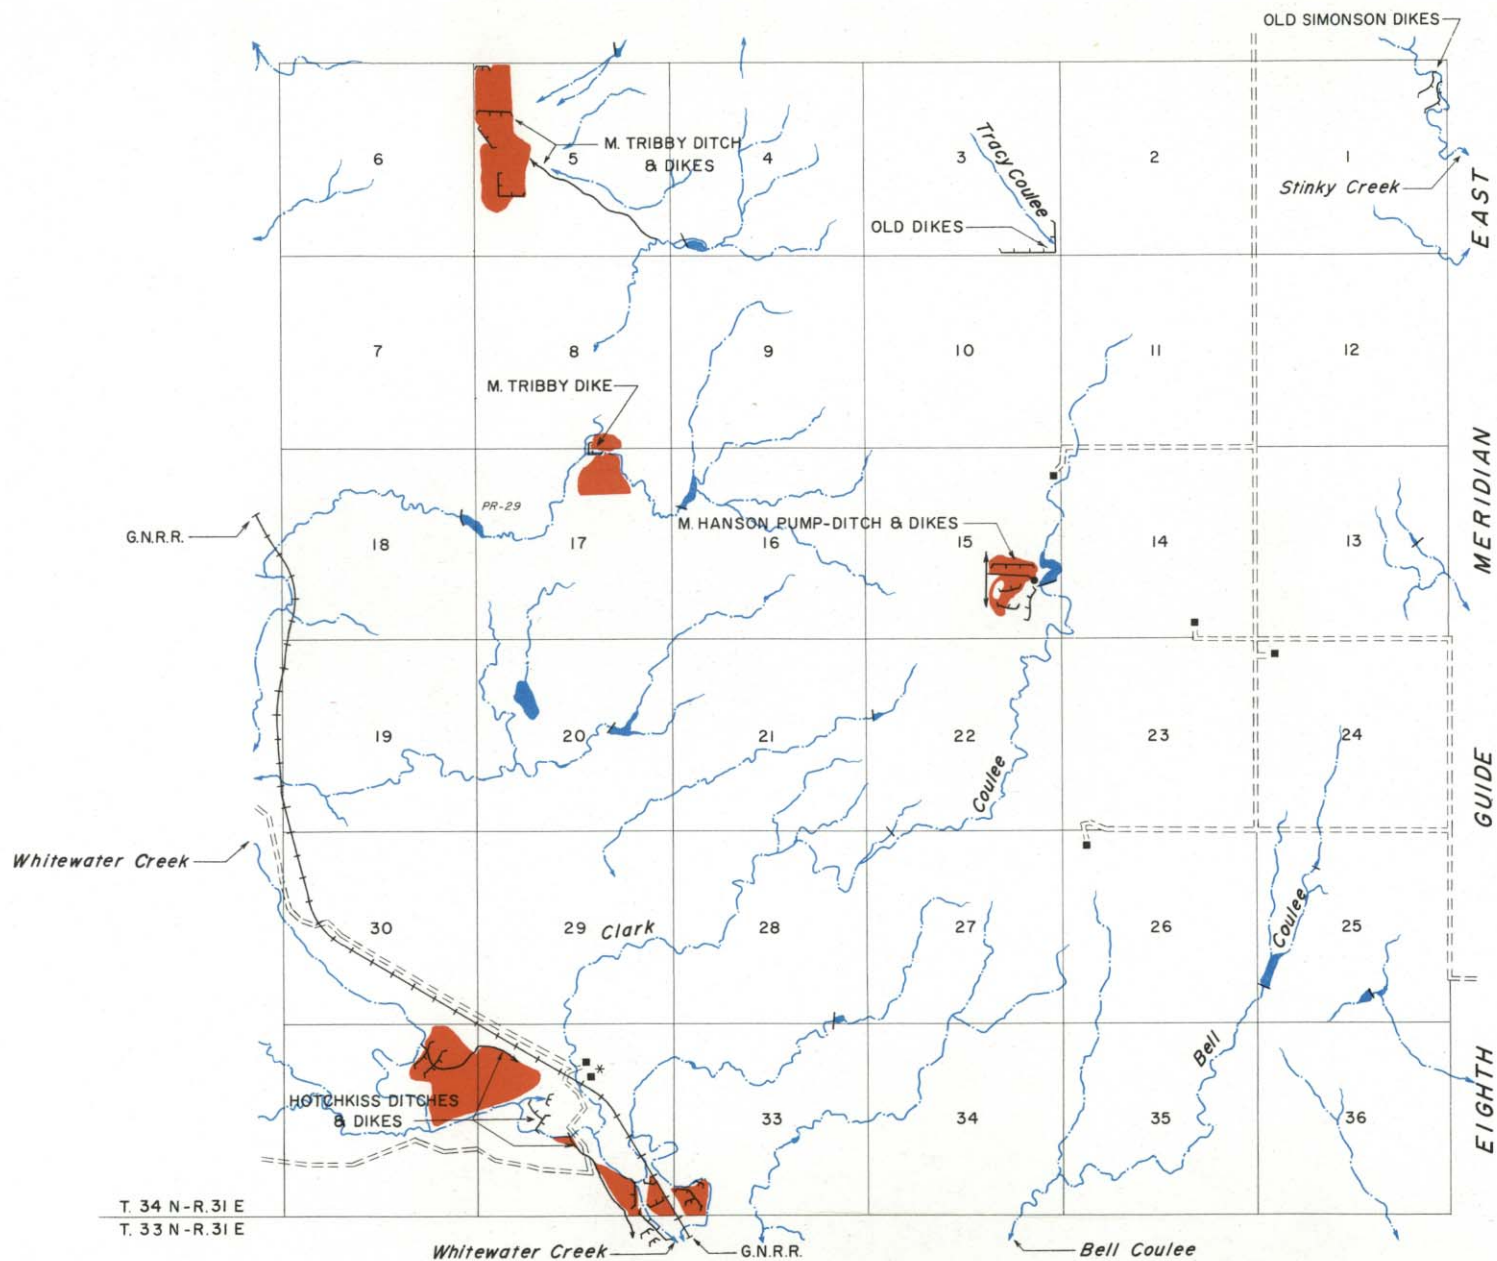 OLD SIMONSON DIKES
6
M. TRIBBY DITCH
& DIKES
5
4
3
Tracy Coulee
2
1
Stinky Creek
OLD DIKES
EAST
7
8
9
10
11
12
M. TRIBBY DIKE
MERIDIAN
PR-29
G.N.R.R.
M. HANSON PUMP-DITCH & DIKES
18
17
16
15
14
13
19
20
21
22
23
24
Coulee
GUIDE
Whitewater Creek
30
29
Clark
28
27
26
Coulee
25
Bell
EIGHTH
HOTCHKISS DITCHES
& DIKES
*
33
34
35
36
T. 34 N-R.31 E
T. 33 N-R.31 E
Whitewater Creek
G.N.R.R.
Bell Coulee